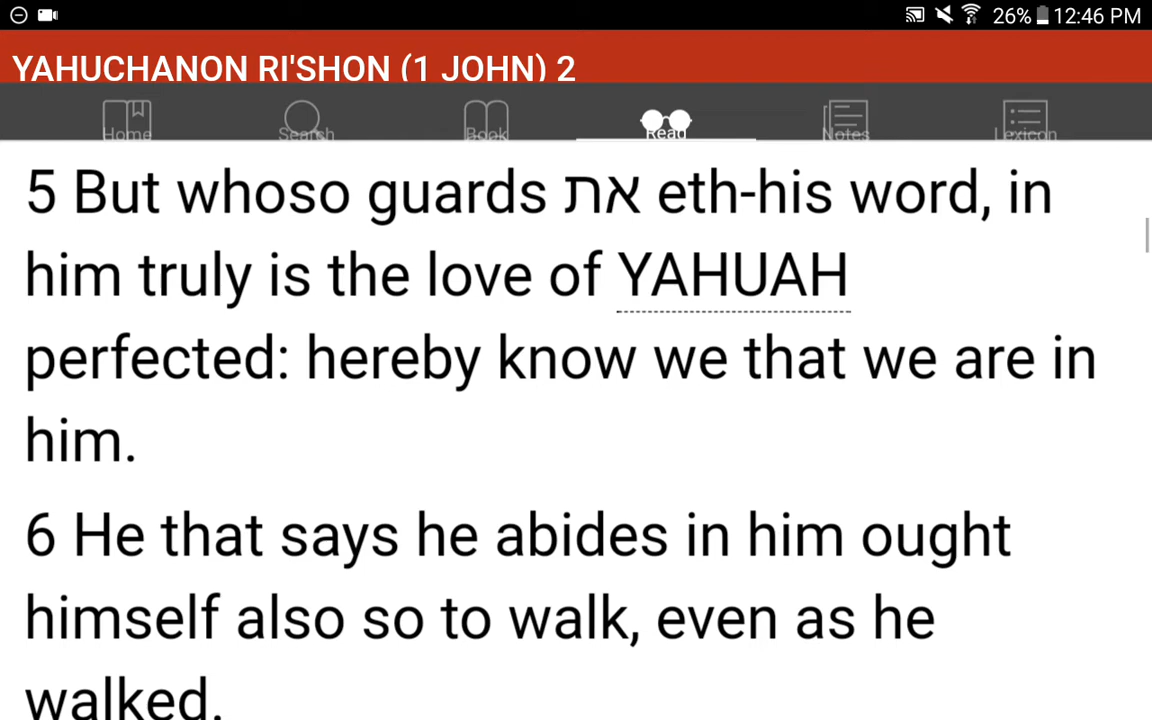 26% 12:46 PM
YAHUCHANON RI'SHON (1 JOHN) 2
Home Search Book Read Notes Lexicon
5 But whoso guards את eth-his word, in
him truly is the love of YAHUAH
perfected: hereby know we that we are in
him.
6 He that says he abides in him ought
himself also so to walk, even as he
walked.